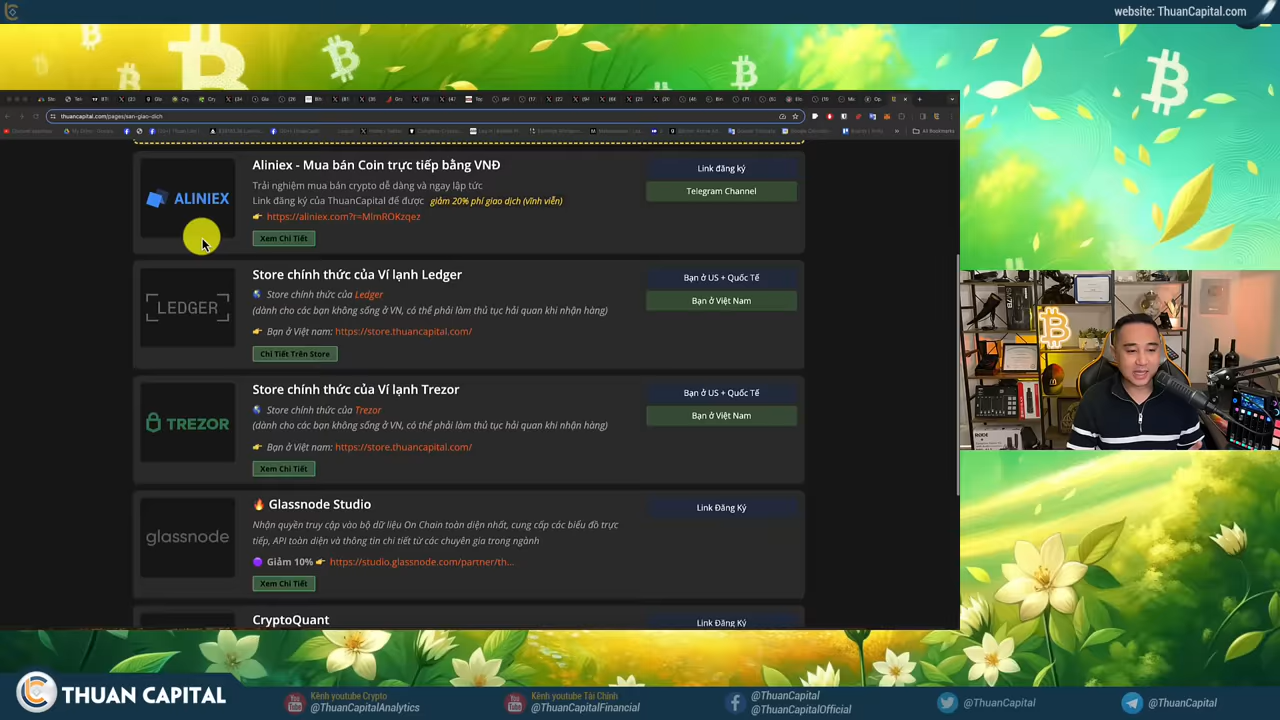 website: ThuanCapital.com
thuancapital.com/pages/san-giao-dich
All Bookmarks
ALINIEX
Aliniex - Mua bán Coin trực tiếp bằng VNĐ
Trải nghiệm mua bán crypto dễ dàng và ngay lập tức
Link đăng ký của ThuanCapital để được giảm 20% phí giao dịch (vĩnh viễn)
👉 https://aliniex.com?r=MlmROKzqez
Xem Chi Tiết
Link đăng ký
Telegram Channel
LEDGER
Store chính thức của Ví lạnh Ledger
Store chính thức của Ledger
(dành cho các bạn không sống ở VN, có thể phải làm thủ tục hải quan khi nhận hàng)
👉 Bạn ở Việt nam: https://store.thuancapital.com/
Chi Tiết Trên Store
Bạn ở US + Quốc Tế
Bạn ở Việt Nam
TREZOR
Store chính thức của Ví lạnh Trezor
Store chính thức của Trezor
(dành cho các bạn không sống ở VN, có thể phải làm thủ tục hải quan khi nhận hàng)
👉 Bạn ở Việt nam: https://store.thuancapital.com/
Xem Chi Tiết
Bạn ở US + Quốc Tế
Bạn ở Việt Nam
glassnode
🔥 Glassnode Studio
Nhận quyền truy cập vào bộ dữ liệu On Chain toàn diện nhất, cung cấp các biểu đồ trực
tiếp, API toàn diện và thông tin chi tiết từ các chuyên gia trong ngành
🟣 Giảm 10% 👉 https://studio.glassnode.com/partner/th...
Xem Chi Tiết
Link Đăng Ký
CryptoQuant
Link Đăng Ký
THUAN CAPITAL
Kênh youtube Crypto
@ThuanCapitalAnalytics
Kênh youtube Tài Chính
@ThuanCapitalFinancial
@ThuanCapital
@ThuanCapitalOfficial
@ThuanCapital
@ThuanCapital